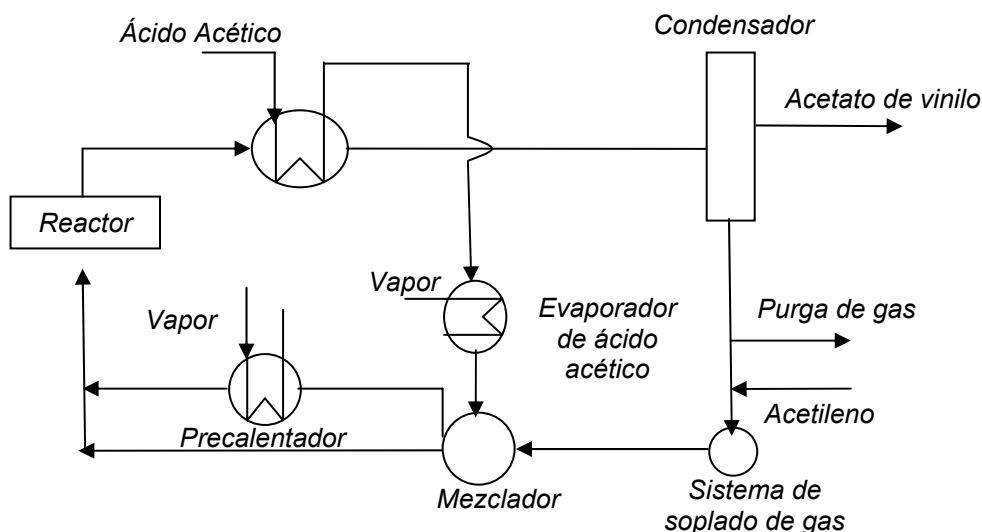 Ácido Acético
Condensador
Acetato de vinilo
Reactor
Vapor
Evaporador
de ácido
acético
Purga de gas
Vapor
Acetileno
Precalentador
Mezclador
Sistema de
soplado de gas